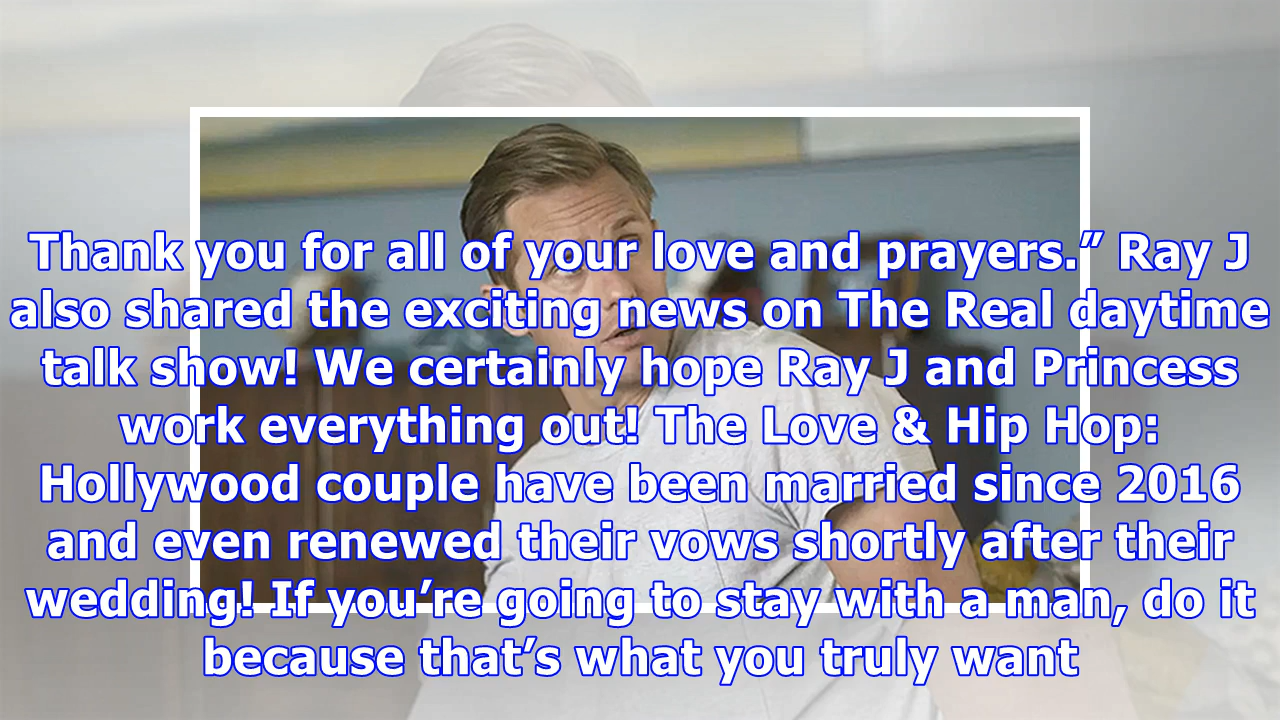 Thank you for all of your love and prayers.” Ray J
also shared the exciting news on The Real daytime
talk show! We certainly hope Ray J and Princess
work everything out! The Love & Hip Hop:
Hollywood couple have been married since 2016
and even renewed their vows shortly after their
wedding! If you’re going to stay with a man, do it
because that’s what you truly want